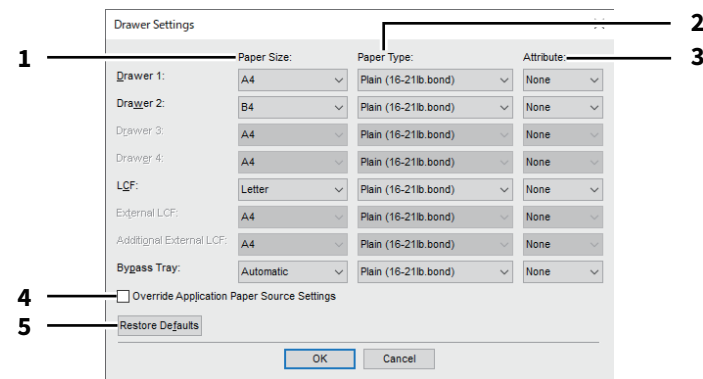 Drawer Settings
2
1
Paper Size: Paper Type: Attribute:
3
Drawer 1: A4 Plain (16-21lb.bond) None
Drawer 2: B4 Plain (16-21lb.bond) None
Drawer 3: A4 Plain (16-21lb.bond) None
Drawer 4: A4 Plain (16-21lb.bond) None
LCF: Letter Plain (16-21lb.bond) None
External LCF: A4 Plain (16-21lb.bond) None
Additional External LCF: A4 Plain (16-21lb.bond) None
Bypass Tray: Automatic Plain (16-21lb.bond) None
4 Override Application Paper Source Settings
5 Restore Defaults
OK Cancel